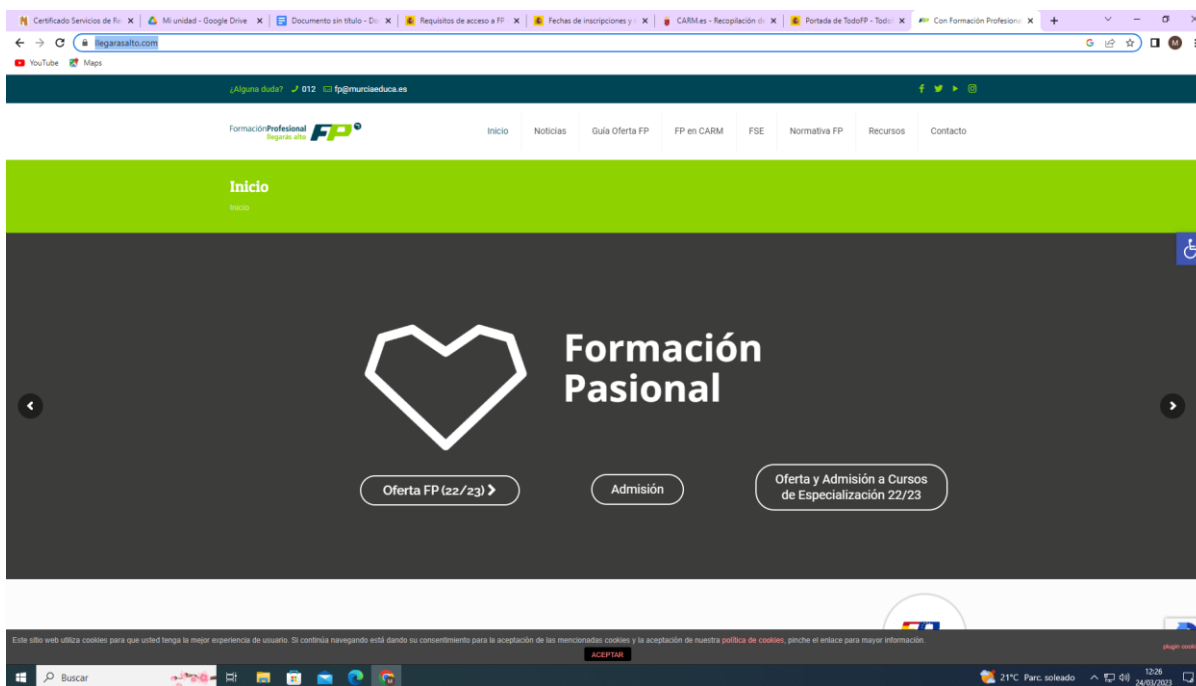 Certificado Servicios de Re
Mi unidad - Google Drive
Documento sin título - Do
Requisitos de acceso a FP
Fechas de inscripciones y
CARM.es - Recopilación d
Portada de TodoFP - Todo
Con Formación Profesiona
llegarasalto.com
YouTube
Maps
¿Alguna duda? 012 fp@murciaeduca.es
FormaciónProfesional
llegarás alto
FP
Inicio
Noticias
Guía Oferta FP
FP en CARM
FSE
Normativa FP
Recursos
Contacto
Inicio
Inicio
Formación
Pasional
Oferta FP (22/23)
Admisión
Oferta y Admisión a Cursos
de Especialización 22/23
Este sitio web utiliza cookies para que usted tenga la mejor experiencia de usuario. Si continúa navegando está dando su consentimiento para la aceptación de las mencionadas cookies y la aceptación de nuestra política de cookies, pinche el enlace para mayor información.
plugin cook
ACEPTAR
Buscar
21°C Parc. soleado
12:26
24/03/2023